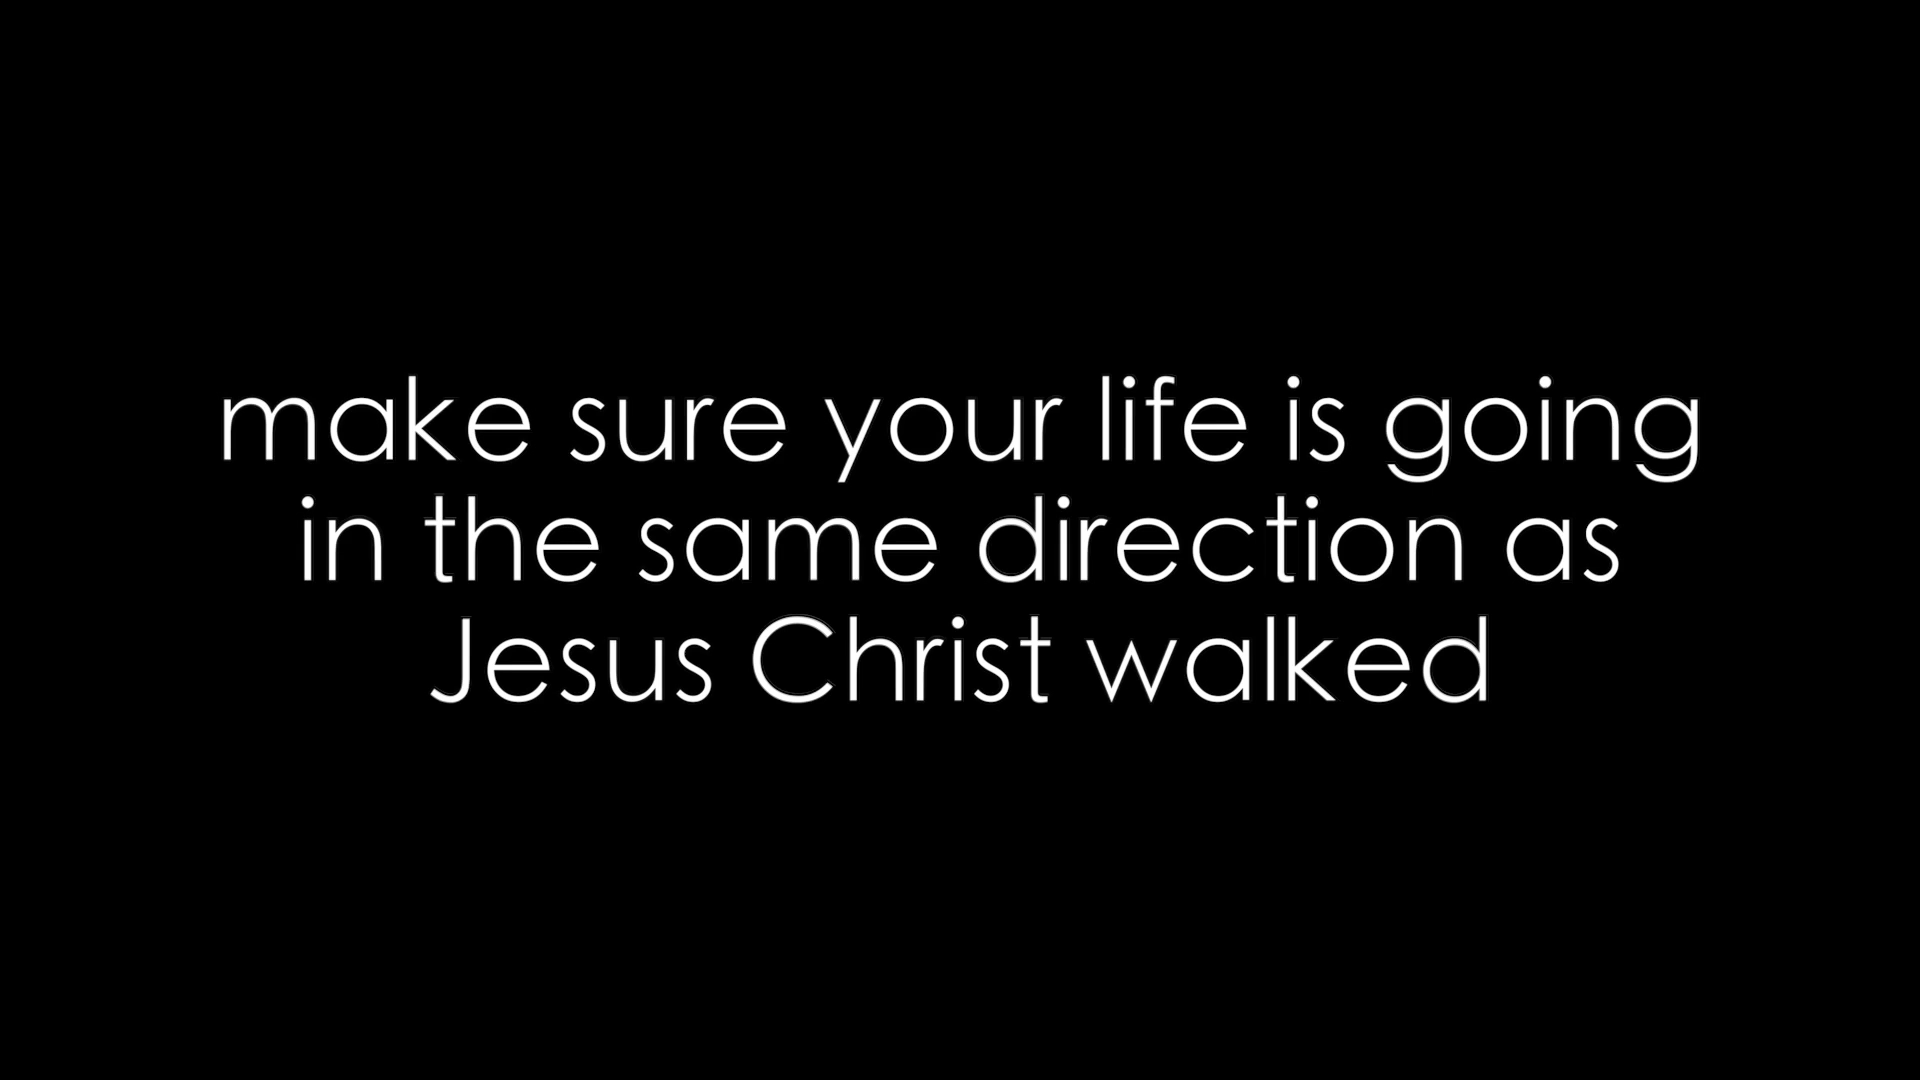 make sure your life is going
in the same direction as
Jesus Christ walked